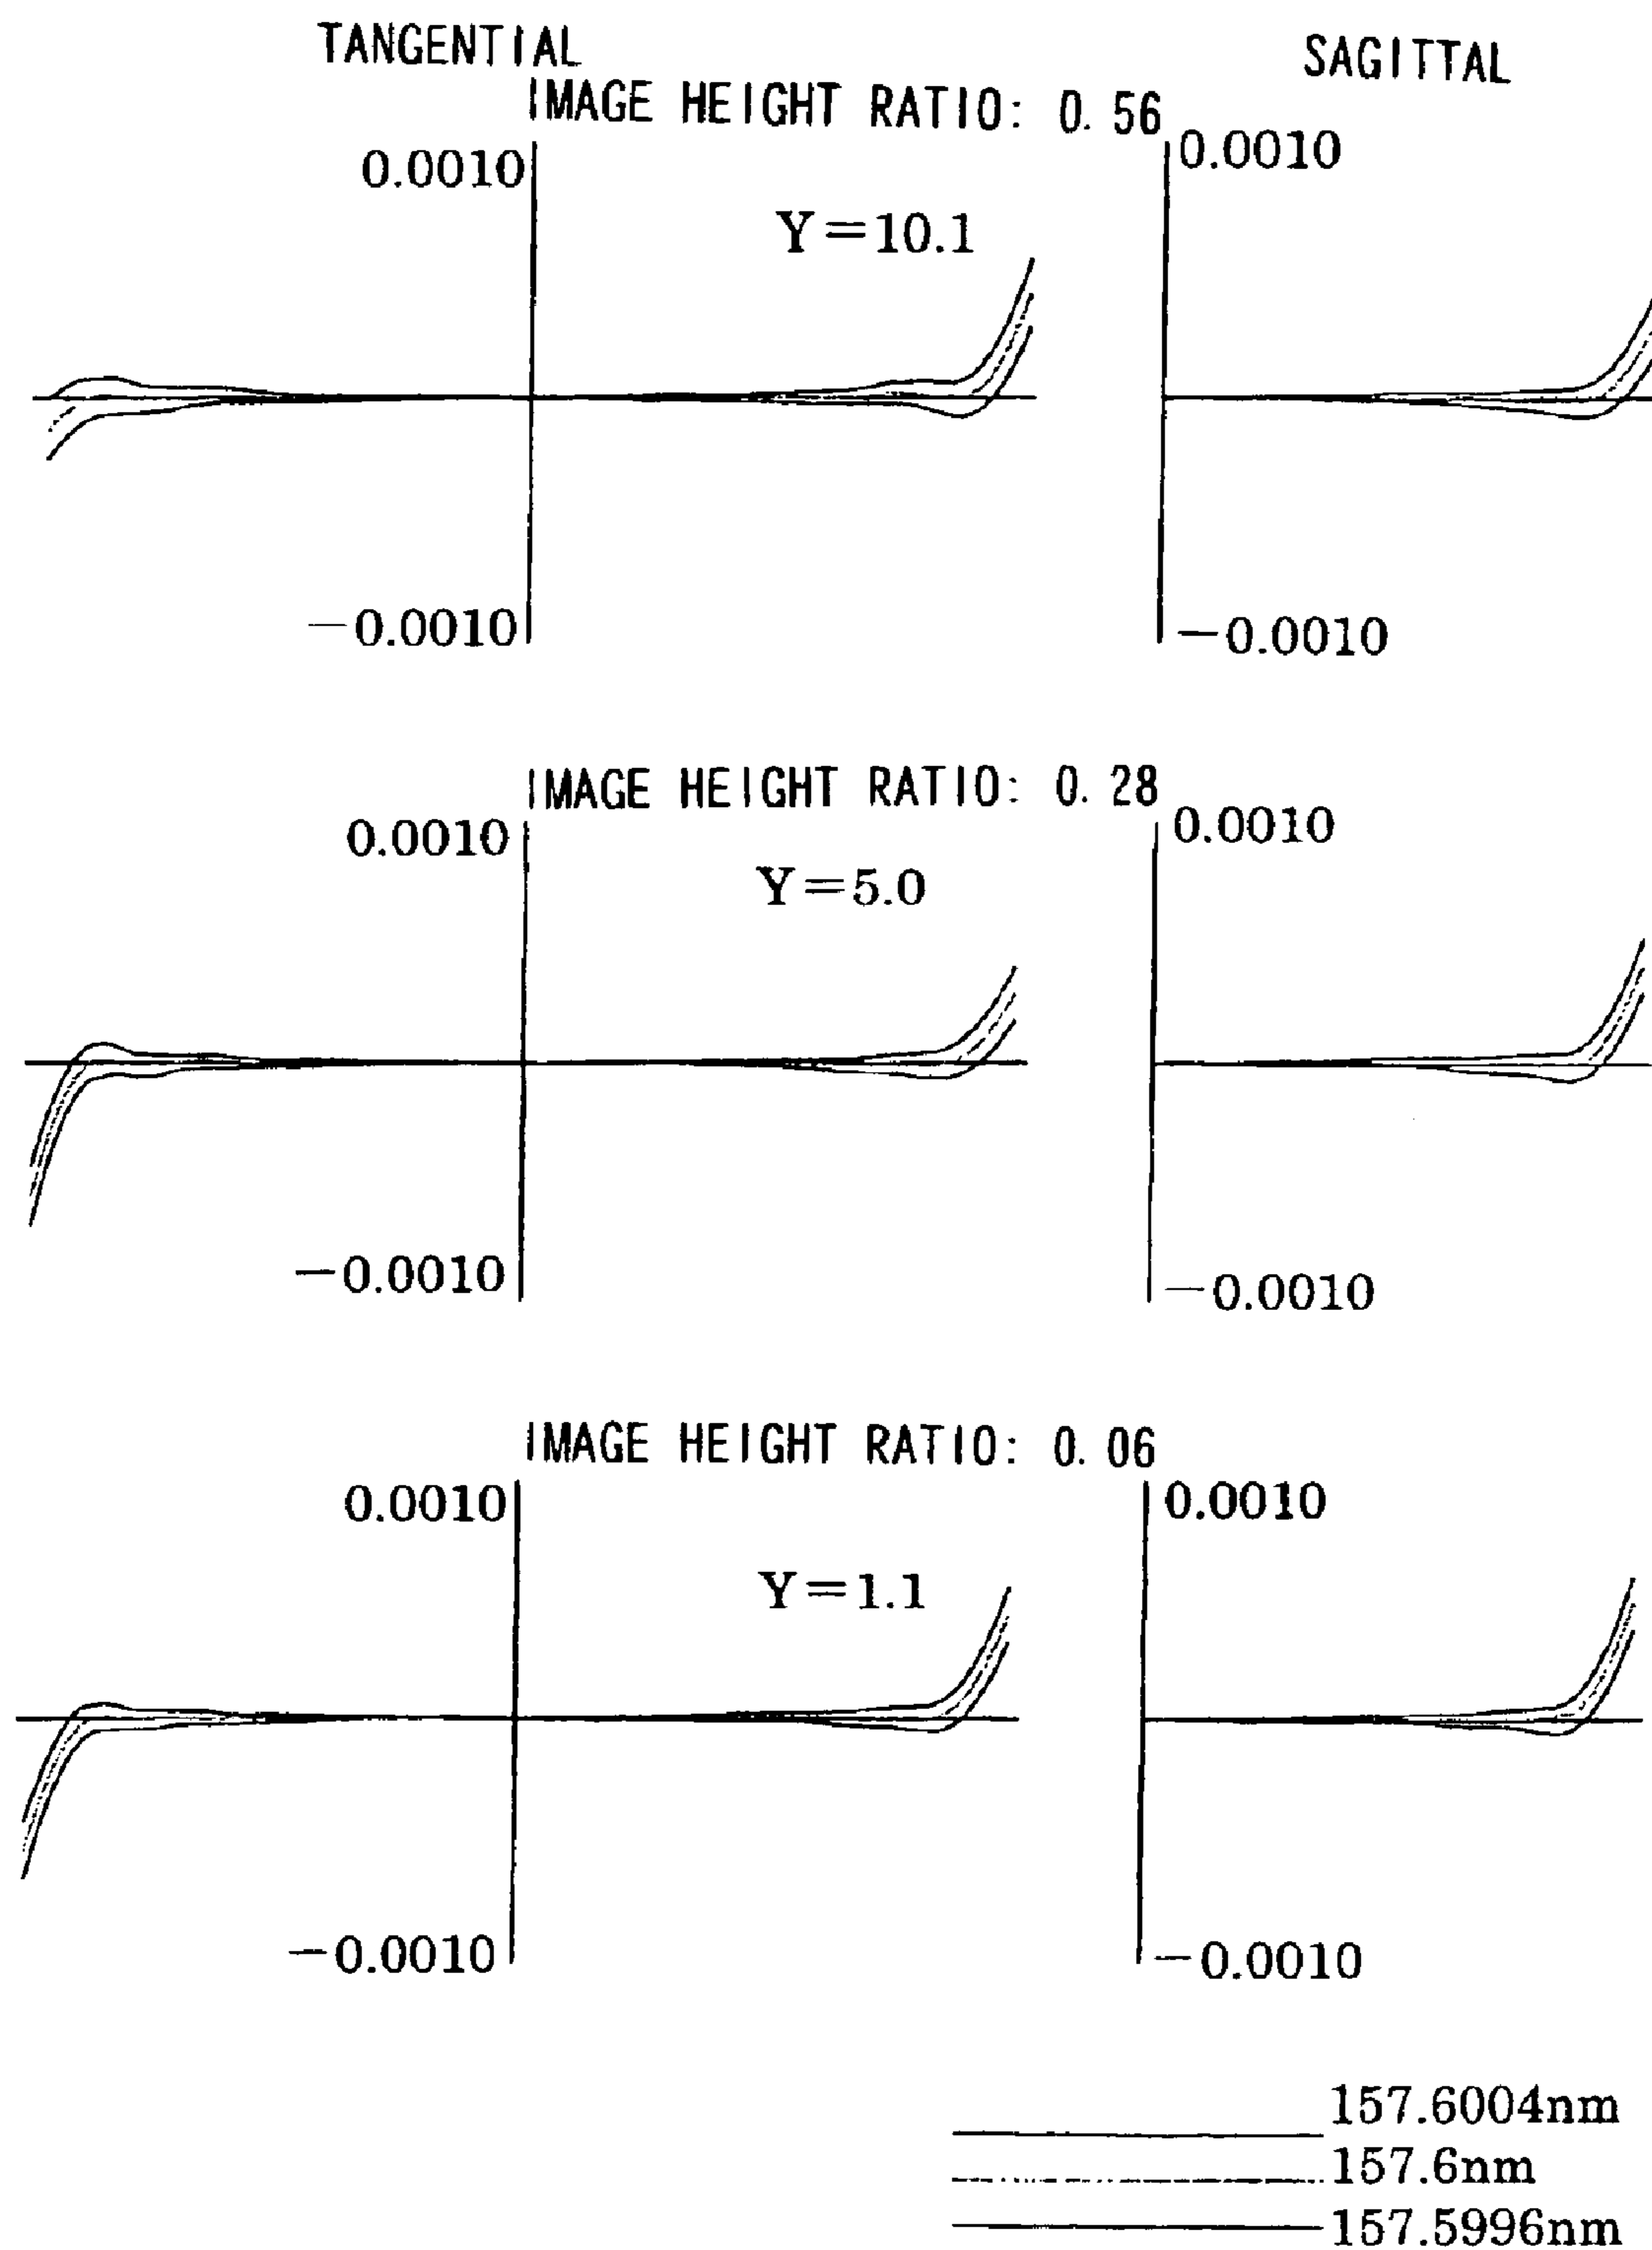 TANGENTIAL
SAGITTAL
IMAGE HEIGHT RATIO: 0.56
0.0010
0.0010
Y=10.1
−0.0010
−0.0010
IMAGE HEIGHT RATIO: 0.28
0.0010
0.0010
Y=5.0
−0.0010
−0.0010
IMAGE HEIGHT RATIO: 0.06
0.0010
0.0010
Y=1.1
−0.0010
−0.0010
157.6004nm
157.6nm
157.5996nm